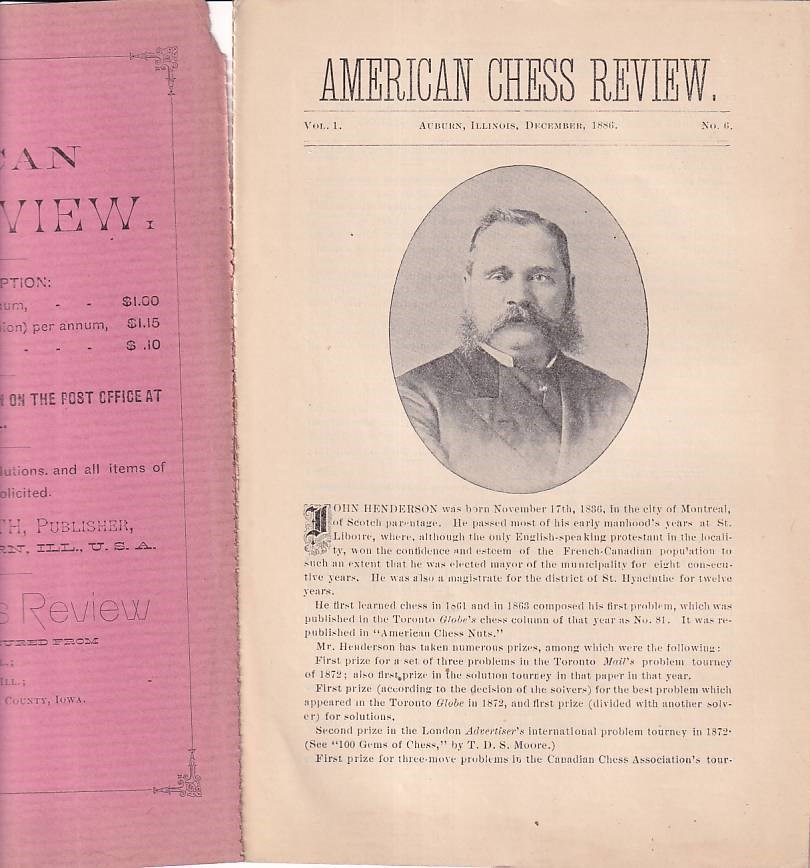 CAN
VIEW.
PTION:
um, - - $1.00
ion) per annum, $1.15
- - - $ .10
ON THE POST OFFICE AT
lutions. and all items of
olicited.
TH, PUBLISHER,
RN, ILL., U. S. A.
s Review
URED FROM
L.;
ILL.;
COUNTY, IOWA.
AMERICAN CHESS REVIEW.
VOL. 1. AUBURN, ILLINOIS, DECEMBER, 1886. NO. 6.
JOHN HENDERSON was born November 17th, 1836, in the city of Montreal,
of Scotch parentage. He passed most of his early manhood's years at St.
Liboire, where, although the only English-speaking protestant in the locali-
ty, won the confidence and esteem of the French-Canadian population to
such an extent that he was elected mayor of the municipality for eight consecu-
tive years. He was also a magistrate for the district of St. Hyacinthe for twelve
years.
He first learned chess in 1861 and in 1863 composed his first problem, which was
published in the Toronto Globe's chess column of that year as No. 81. It was re-
published in "American Chess Nuts."
Mr. Henderson has taken numerous prizes, among which were the following:
First prize for a set of three problems in the Toronto Mail's problem tourney
of 1872; also first prize in the solution tourney in that paper in that year.
First prize (according to the decision of the solvers) for the best problem which
appeared in the Toronto Globe in 1872, and first prize (divided with another solv-
er) for solutions.
Second prize in the London Advertiser's international problem tourney in 1872.
(See "100 Gems of Chess," by T. D. S. Moore.)
First prize for three-move problems in the Canadian Chess Association's tour-